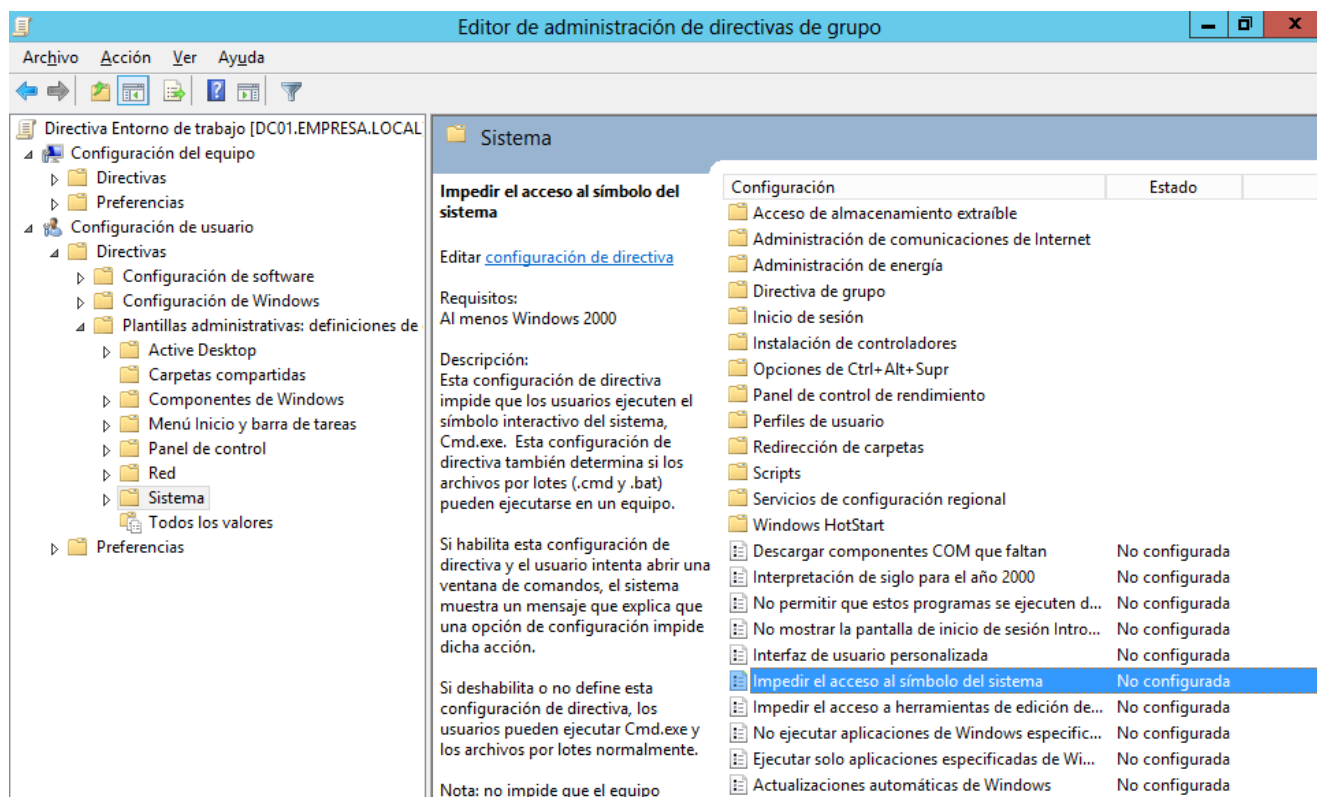 Editor de administración de directivas de grupo
Archivo Acción Ver Ayuda
Directiva Entorno de trabajo [DC01.EMPRESA.LOCAL
Configuración del equipo
Directivas
Preferencias
Configuración de usuario
Directivas
Configuración de software
Configuración de Windows
Plantillas administrativas: definiciones de
Active Desktop
Carpetas compartidas
Componentes de Windows
Menú Inicio y barra de tareas
Panel de control
Red
Sistema
Todos los valores
Preferencias
Sistema
Impedir el acceso al símbolo del
sistema
Editar configuración de directiva
Requisitos:
Al menos Windows 2000
Descripción:
Esta configuración de directiva
impide que los usuarios ejecuten el
símbolo interactivo del sistema,
Cmd.exe. Esta configuración de
directiva también determina si los
archivos por lotes (.cmd y .bat)
pueden ejecutarse en un equipo.
Si habilita esta configuración de
directiva y el usuario intenta abrir una
ventana de comandos, el sistema
muestra un mensaje que explica que
una opción de configuración impide
dicha acción.
Si deshabilita o no define esta
configuración de directiva, los
usuarios pueden ejecutar Cmd.exe y
los archivos por lotes normalmente.
Nota: no impide que el equipo
Configuración Estado
Acceso de almacenamiento extraíble
Administración de comunicaciones de Internet
Administración de energía
Directiva de grupo
Inicio de sesión
Instalación de controladores
Opciones de Ctrl+Alt+Supr
Panel de control de rendimiento
Perfiles de usuario
Redirección de carpetas
Scripts
Servicios de configuración regional
Windows HotStart
Descargar componentes COM que faltan No configurada
Interpretación de siglo para el año 2000 No configurada
No permitir que estos programas se ejecuten d... No configurada
No mostrar la pantalla de inicio de sesión Intro... No configurada
Interfaz de usuario personalizada No configurada
Impedir el acceso al símbolo del sistema No configurada
Impedir el acceso a herramientas de edición de... No configurada
No ejecutar aplicaciones de Windows especific... No configurada
Ejecutar solo aplicaciones especificadas de Wi... No configurada
Actualizaciones automáticas de Windows No configurada